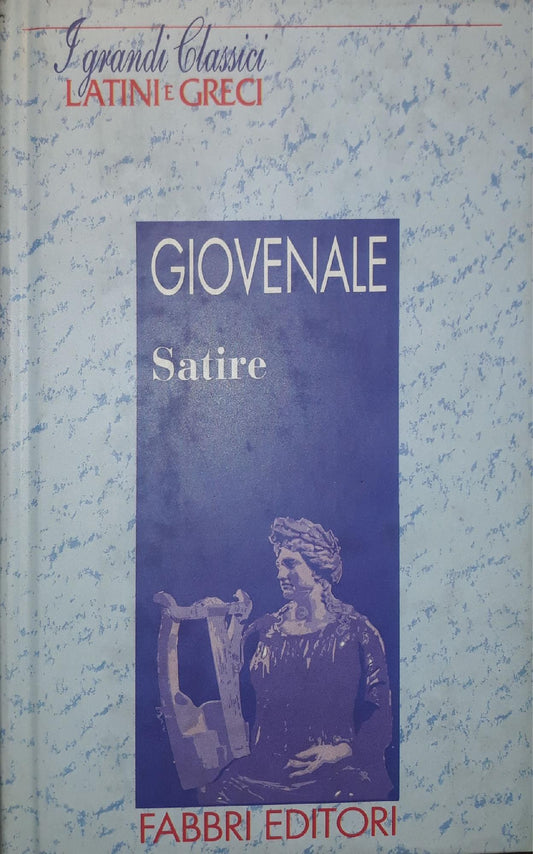 I grandi Classici
LATINI E GRECI
GIOVENALE
Satire
FABBRI EDITORI